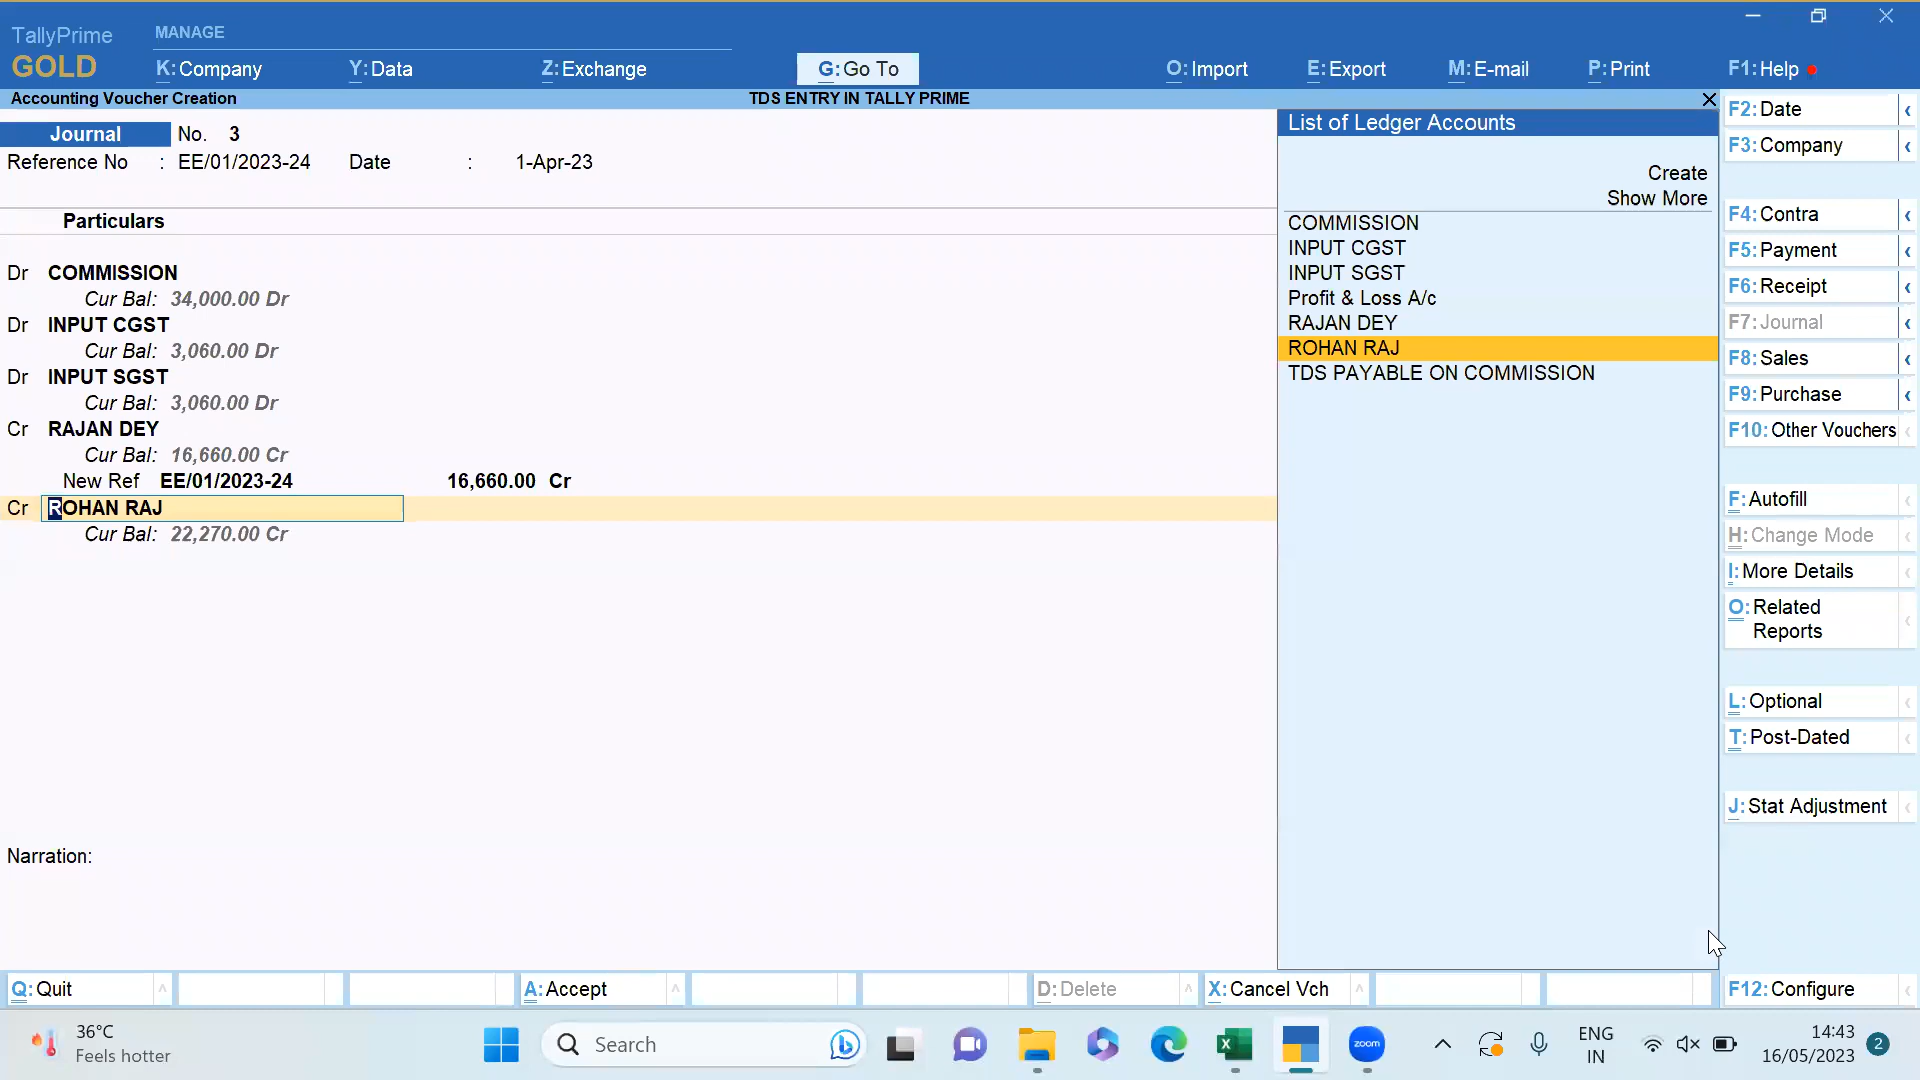 TallyPrime
GOLD
MANAGE
K:Company
Y:Data
Z:Exchange
G:Go To
O:Import
E:Export
M:E-mail
P:Print
F1:Help
Accounting Voucher Creation
TDS ENTRY IN TALLY PRIME
Journal No. 3
Reference No : EE/01/2023-24 Date : 1-Apr-23
Particulars
Dr COMMISSION
Cur Bal: 34,000.00 Dr
Dr INPUT CGST
Cur Bal: 3,060.00 Dr
Dr INPUT SGST
Cur Bal: 3,060.00 Dr
Cr RAJAN DEY
Cur Bal: 16,660.00 Cr
New Ref EE/01/2023-24 16,660.00 Cr
Cr ROHAN RAJ
Cur Bal: 22,270.00 Cr
Narration:
List of Ledger Accounts
Create
Show More
COMMISSION
INPUT CGST
INPUT SGST
Profit & Loss A/c
RAJAN DEY
ROHAN RAJ
TDS PAYABLE ON COMMISSION
F2:Date
F3:Company
F4:Contra
F5:Payment
F6:Receipt
F7:Journal
F8:Sales
F9:Purchase
F10:Other Vouchers
F:Autofill
H:Change Mode
I:More Details
O:Related
Reports
L:Optional
T:Post-Dated
J:Stat Adjustment
F12:Configure
Q:Quit
A:Accept
D:Delete
X:Cancel Vch
36°C
Feels hotter
Search
zoom
ENG
IN
14:43
16/05/2023
2